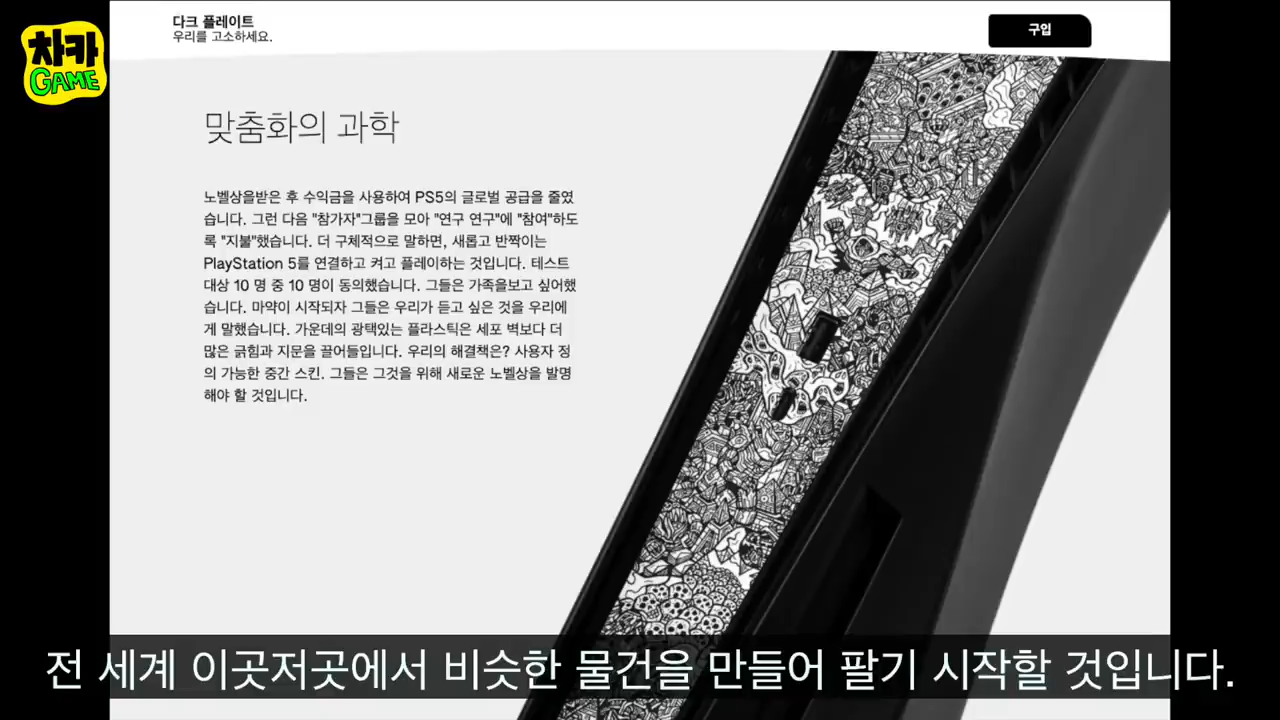 차카
GAME
다크 플레이트
우리를 고소하세요.
구입
맞춤화의 과학
노벨상을받은 후 수익금을 사용하여 PS5의 글로벌 공급을 줄였
습니다. 그런 다음 "참가자"그룹을 모아 "연구 연구"에 "참여"하도
록 "지불"했습니다. 더 구체적으로 말하면, 새롭고 반짝이는
PlayStation 5를 연결하고 켜고 플레이하는 것입니다. 테스트
대상 10 명 중 10 명이 동의했습니다. 그들은 가족을보고 싶어했
습니다. 마약이 시작되자 그들은 우리가 듣고 싶은 것을 우리에
게 말했습니다. 가운데의 광택있는 플라스틱은 세포 벽보다 더
많은 긁힘과 지문을 끌어들입니다. 우리의 해결책은? 사용자 정
의 가능한 중간 스킨. 그들은 그것을 위해 새로운 노벨상을 발명
해야 할 것입니다.
전 세계 이곳저곳에서 비슷한 물건을 만들어 팔기 시작할 것입니다.